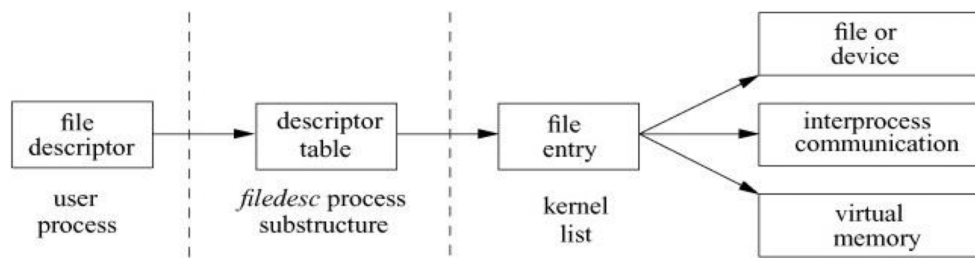 file
descriptor
user
process
descriptor
table
filedesc process
substructure
file
entry
kernel
list
file or
device
interprocess
communication
virtual
memory